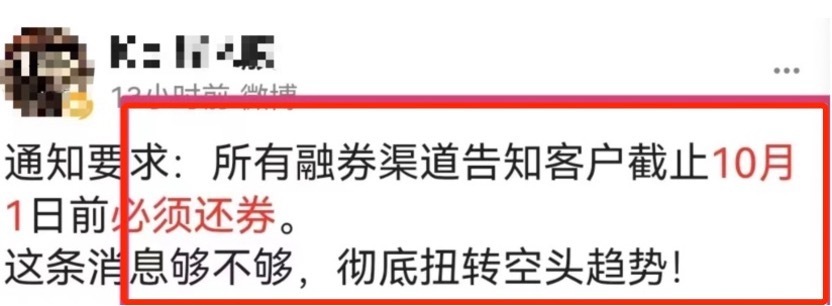 13小时前 微博
通知要求：所有融券渠道告知客户截止10月
1日前必须还券。
这条消息够不够，彻底扭转空头趋势！